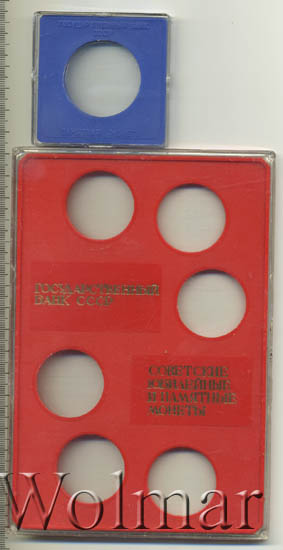 ГОСУДАРСТВЕННЫЙ
БАНК СССР
СОВЕТСКИЕ
ЮБИЛЕЙНЫЕ
И ПАМЯТНЫЕ
МОНЕТЫ
Wolmar